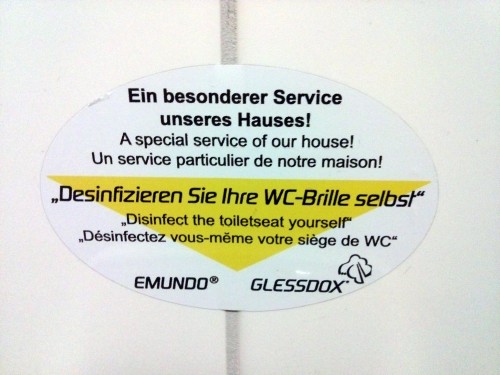 Ein besonderer Service
unseres Hauses!
A special service of our house!
Un service particulier de notre maison!
„Desinfizieren Sie Ihre WC-Brille selbst“
„Disinfect the toiletseat yourself“
„Désinfectez vous-même votre siège de WC“
EMUNDO® GLESSDOX